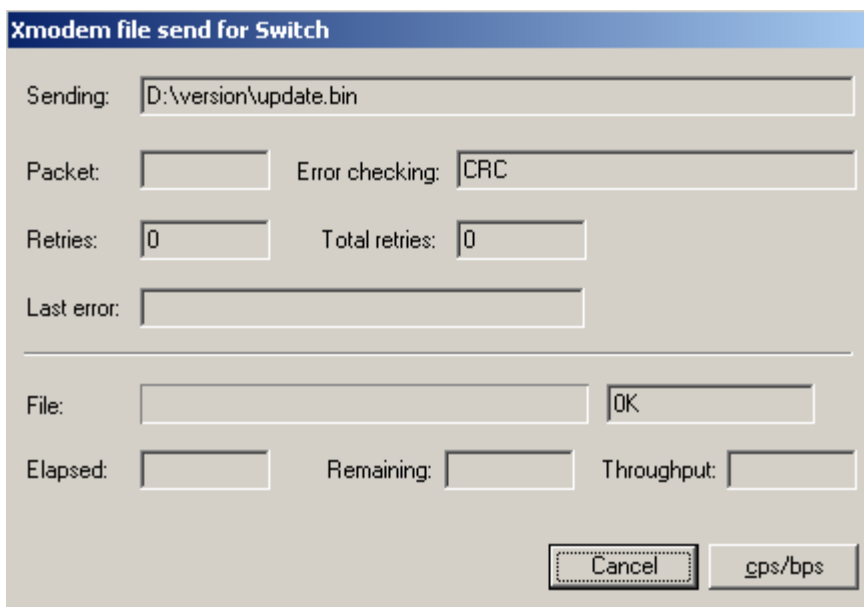 Xmodem file send for Switch
Sending: D:\version\update.bin
Packet: Error checking: CRC
Retries: 0 Total retries: 0
Last error:
File: 0K
Elapsed: Remaining: Throughput:
Cancel cps/bps